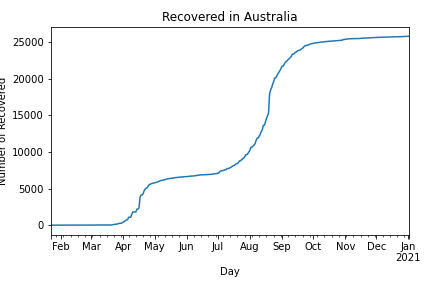 Recovered in Australia
25000
20000
15000
10000
5000
0
Number of Recovered
Feb Mar Apr May Jun Jul Aug Sep Oct Nov Dec Jan
2021
Day